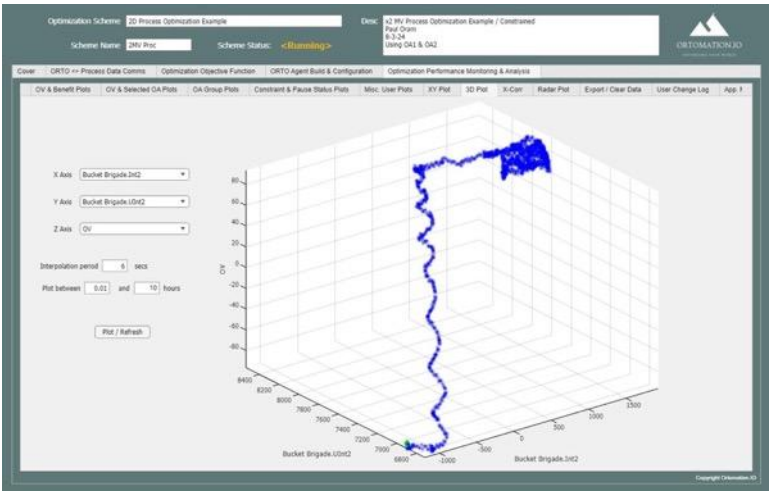 Optimization Scheme 2D Process Optimization Example
Desc x2 MV Process Optimization Example / Constrained
Paul Oram
8-3-24
Using OA1 & OA2
Scheme Name 2MV Proc
Scheme Status: <Running>
ORTOMATION.IO
Cover ORTO <> Process Data Comms Optimization Objective Function ORTO Agent Build & Configuration Optimization Performance Monitoring & Analysis
OV & Benefit Plots OV & Selected OA Plots OA Group Plots Constraint & Pause Status Plots Misc. User Plots XY Plot 3D Plot X-Corr Radar Plot Export / Clear Data User Change Log App.
X Axis Bucket Brigade.Int2
Y Axis Bucket Brigade.UInt2
Z Axis OV
Interpolation period 6 secs
Plot between 0.01 and 10 hours
Plot / Refresh
80
60
40
20
0
-20
-40
-60
-80
OV
8400
8200
8000
7800
7600
7400
7200
7000
6800
Bucket Brigade.UInt2
-1000
-500
0
500
1000
1500
Bucket Brigade.Int2
Copyright Ortomation.IO